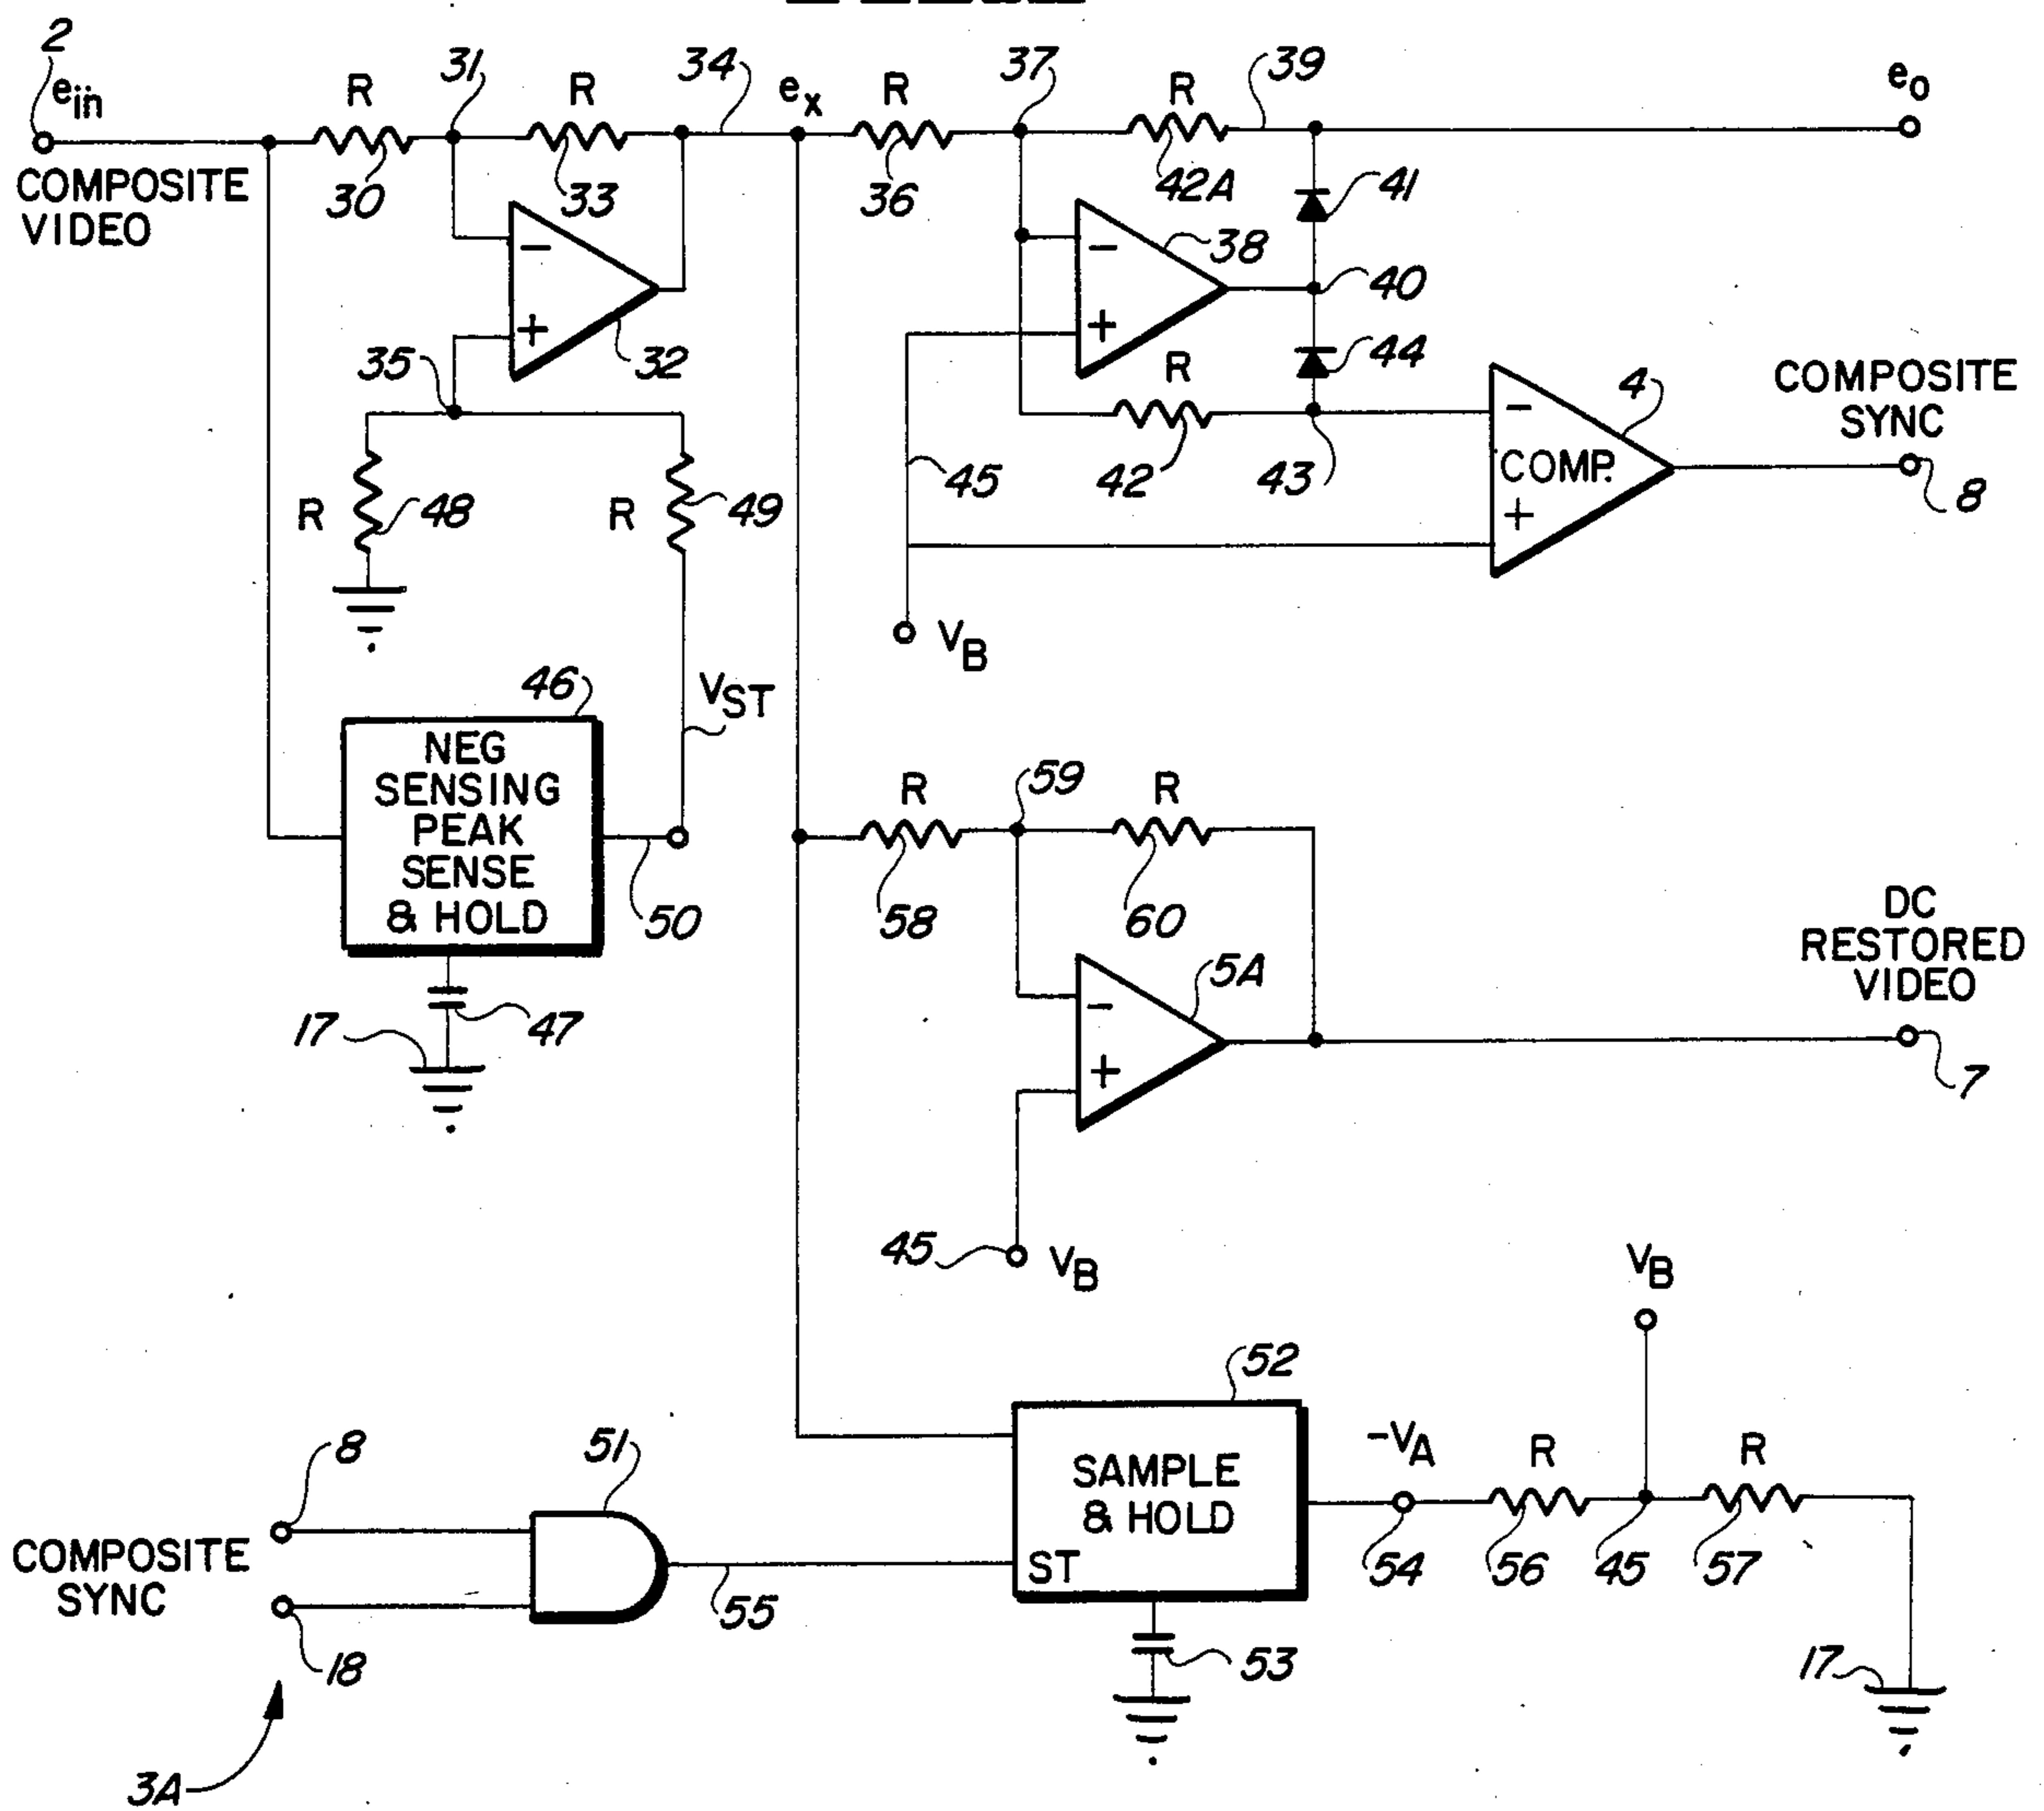 2
e_in
R
31
R
34
e_x
R
37
R
39
e_o
COMPOSITE
VIDEO
30
33
36
42A
41
−
+
38
40
−
+
35
32
R
44
4
COMPOSITE
SYNC
45
42
43
−
COMP.
+
8
R
48
R
49
V_B
46
V_ST
NEG
SENSING
PEAK
SENSE
& HOLD
50
R
59
R
58
60
DC
RESTORED
VIDEO
17
47
5A
−
+
7
45
V_B
V_B
52
8
51
−V_A
R
R
SAMPLE
& HOLD
COMPOSITE
SYNC
ST
54
56
45
57
18
55
53
17
3A